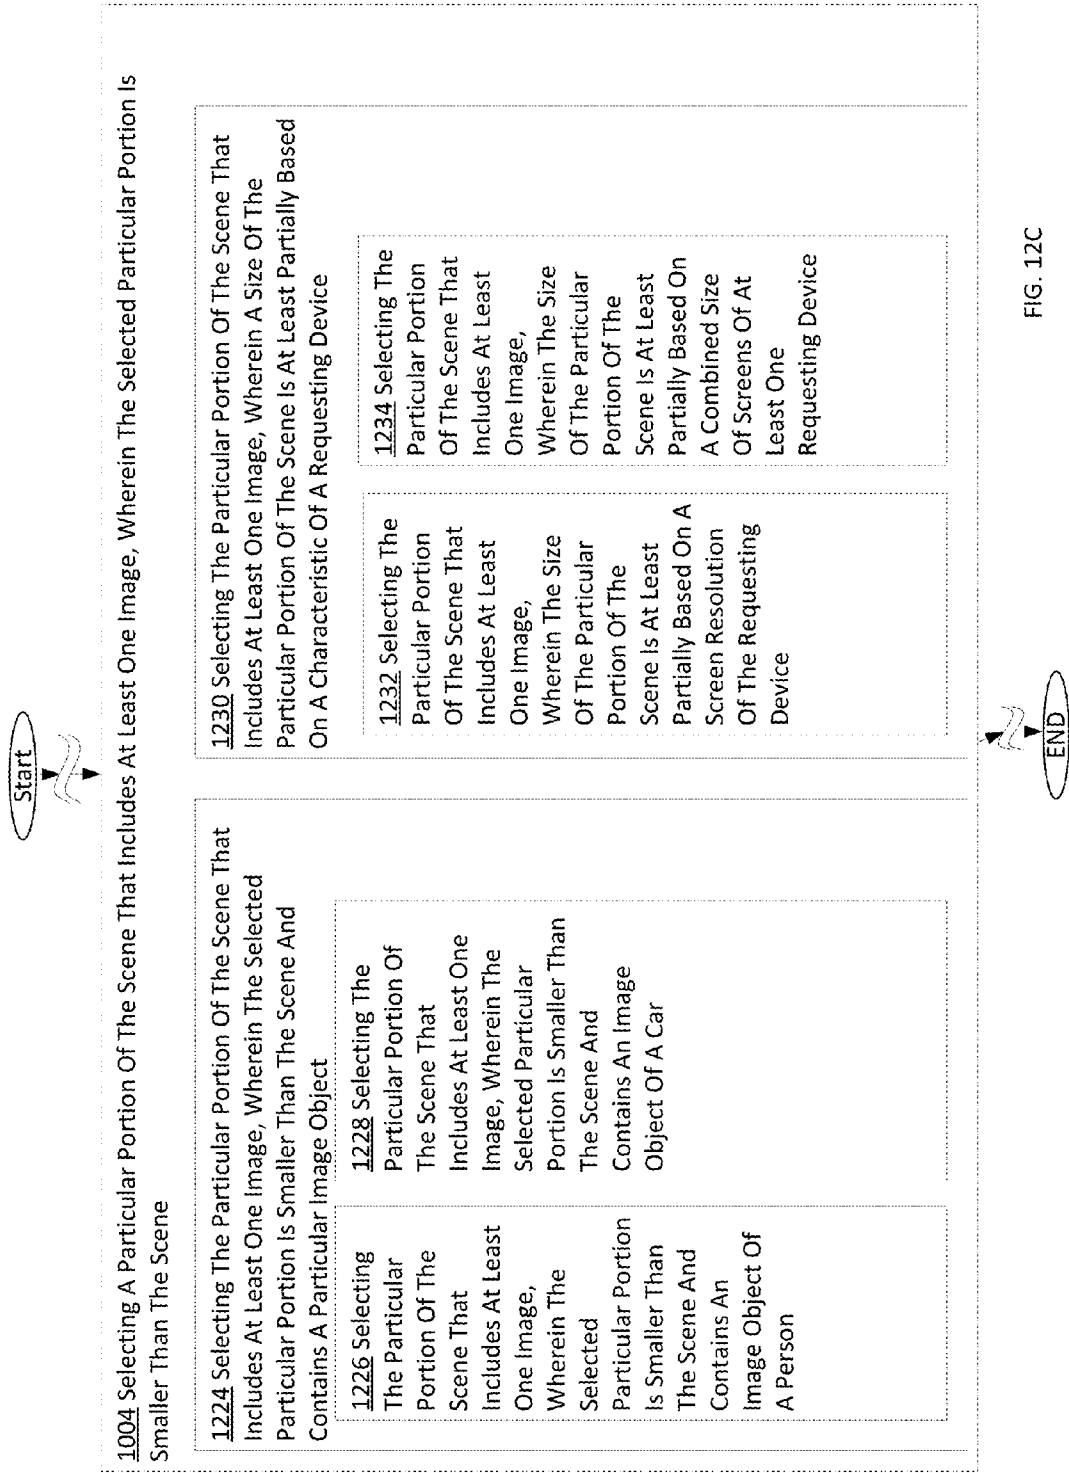 Start
1004 Selecting A Particular Portion Of The Scene That Includes At Least One Image, Wherein The Selected Particular Portion Is
Smaller Than The Scene
1224 Selecting The Particular Portion Of The Scene That
Includes At Least One Image, Wherein The Selected
Particular Portion Is Smaller Than The Scene And
Contains A Particular Image Object
1226 Selecting
The Particular
Portion Of The
Scene That
Includes At Least
One Image,
Wherein The
Selected
Particular Portion
Is Smaller Than
The Scene And
Contains An
Image Object Of
A Person
1228 Selecting The
Particular Portion Of
The Scene That
Includes At Least One
Image, Wherein The
Selected Particular
Portion Is Smaller Than
The Scene And
Contains An Image
Object Of A Car
1230 Selecting The Particular Portion Of The Scene That
Includes At Least One Image, Wherein A Size Of The
Particular Portion Of The Scene Is At Least Partially Based
On A Characteristic Of A Requesting Device
1232 Selecting The
Particular Portion
Of The Scene That
Includes At Least
One Image,
Wherein The Size
Of The Particular
Portion Of The
Scene Is At Least
Partially Based On A
Screen Resolution
Of The Requesting
Device
1234 Selecting The
Particular Portion
Of The Scene That
Includes At Least
One Image,
Wherein The Size
Of The Particular
Portion Of The
Scene Is At Least
Partially Based On
A Combined Size
Of Screens Of At
Least One
Requesting Device
END
FIG. 12C